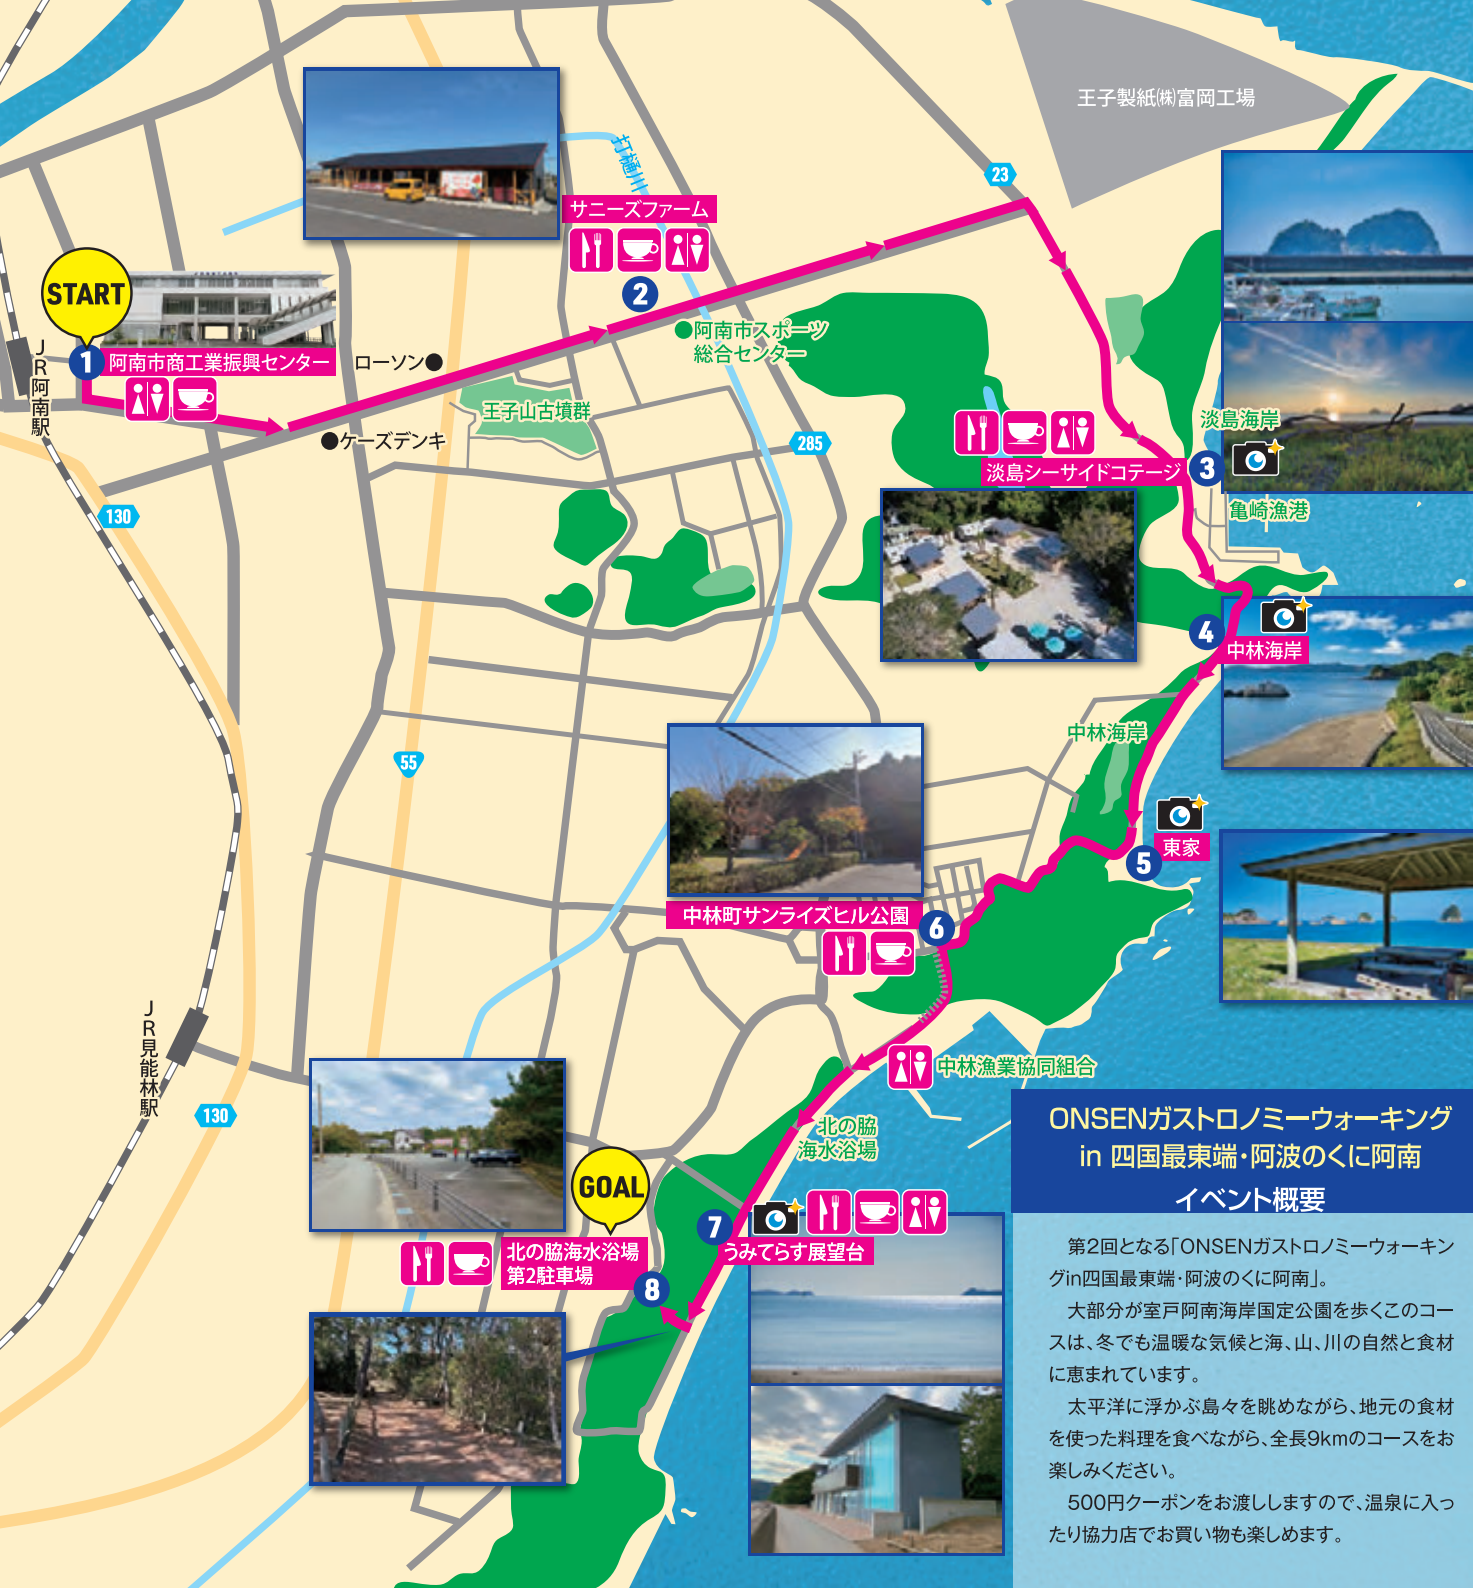 王子製紙㈱富岡工場
打樋川
23
サニーズファーム
2
START
1
阿南市商工業振興センター
JR阿南駅
ローソン
阿南市スポーツ
総合センター
王子山古墳群
ケーズデンキ
285
淡島海岸
淡島シーサイドコテージ
3
亀崎漁港
130
4
中林海岸
中林海岸
55
東家
5
中林町サンライズヒル公園
6
JR見能林駅
中林漁業協同組合
130
北の脇
海水浴場
GOAL
7
うみてらす展望台
北の脇海水浴場
第2駐車場
8
ONSENガストロノミーウォーキング
in 四国最東端・阿波のくに阿南
イベント概要
第2回となる「ONSENガストロノミーウォーキン
グin四国最東端・阿波のくに阿南」。
大部分が室戸阿南海岸国定公園を歩くこのコー
スは、冬でも温暖な気候と海、山、川の自然と食材
に恵まれています。
太平洋に浮かぶ島々を眺めながら、地元の食材
を使った料理を食べながら、全長9kmのコースをお
楽しみください。
500円クーポンをお渡ししますので、温泉に入っ
たり協力店でお買い物も楽しめます。